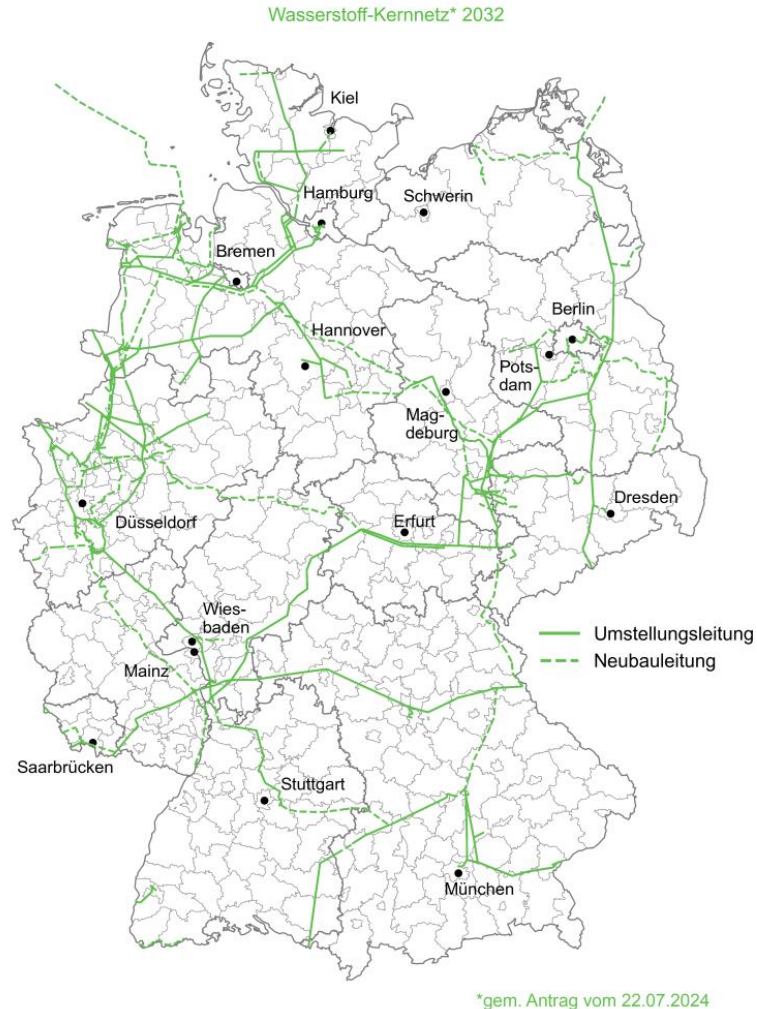 Wasserstoff-Kernnetz* 2032
Kiel
Hamburg
Schwerin
Bremen
Hannover
Berlin
Pots-
dam
Mag-
deburg
Düsseldorf
Erfurt
Dresden
Wies-
baden
Mainz
Umstellungsleitung
Neubauleitung
Saarbrücken
Stuttgart
München
*gem. Antrag vom 22.07.2024